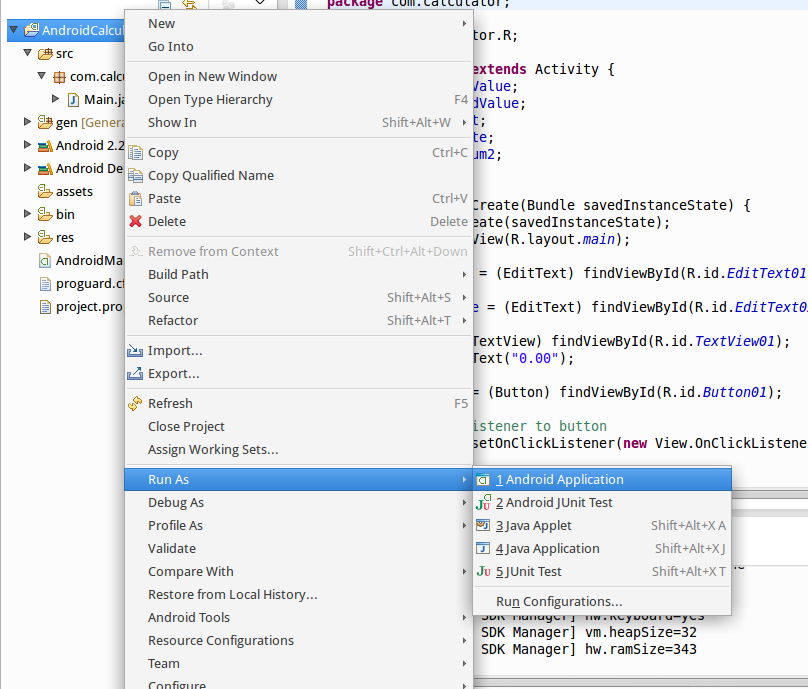 package com.calculator;
AndroidCalcul
src
com.calcu
Main.ja
gen [Genera
Android 2.2
Android De
assets
bin
res
AndroidMa
proguard.cf
project.pro
New
Go Into
Open in New Window
Open Type Hierarchy F4
Show In Shift+Alt+W
Copy Ctrl+C
Copy Qualified Name
Paste Ctrl+V
Delete Delete
Remove from Context Shift+Ctrl+Alt+Down
Build Path
Source Shift+Alt+S
Refactor Shift+Alt+T
Import...
Export...
Refresh F5
Close Project
Assign Working Sets...
Run As
Debug As
Profile As
Validate
Compare With
Restore from Local History...
Android Tools
Resource Configurations
Team
Configure
tor.R;
extends Activity {
Value;
dValue;
t;
te;
um2;
Create(Bundle savedInstanceState) {
eate(savedInstanceState);
View(R.layout.main);
= (EditText) findViewById(R.id.EditText01
e = (EditText) findViewById(R.id.EditText0
TextView) findViewById(R.id.TextView01);
Text("0.00");
= (Button) findViewById(R.id.Button01);
istener to button
setOnClickListener(new View.OnClickListene
1 Android Application
2 Android JUnit Test
3 Java Applet Shift+Alt+X A
4 Java Application Shift+Alt+X J
5 JUnit Test Shift+Alt+X T
Run Configurations...
SDK Manager] hw.keyboard=yes
SDK Manager] vm.heapSize=32
SDK Manager] hw.ramSize=343